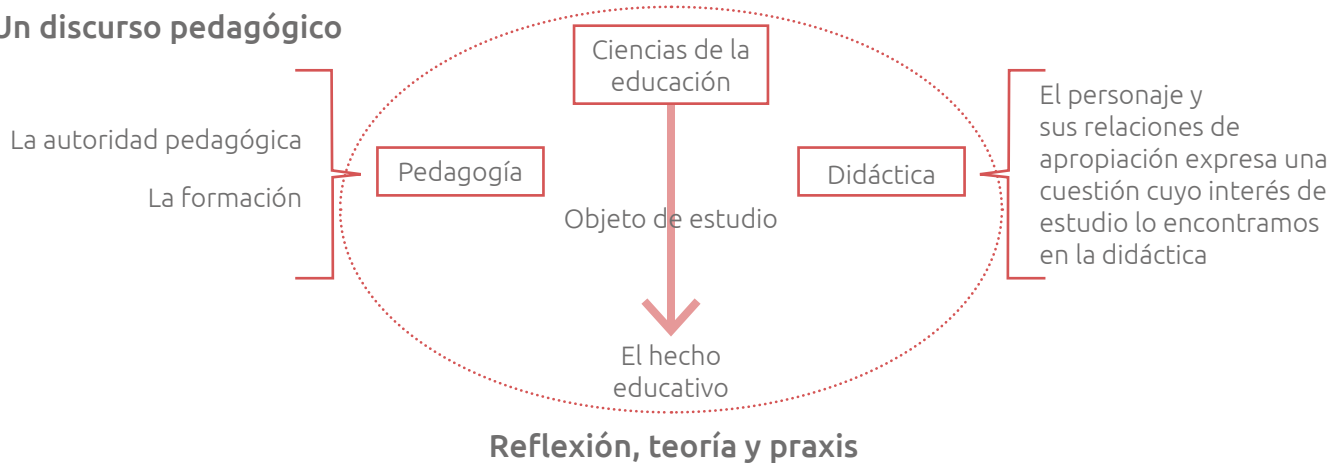 Un discurso pedagógico
Ciencias de la
educación
La autoridad pedagógica
La formación
Pedagogía
Didáctica
El personaje y
sus relaciones de
apropiación expresa una
cuestión cuyo interés de
estudio lo encontramos
en la didáctica
Objeto de estudio
El hecho
educativo
Reflexión, teoría y praxis